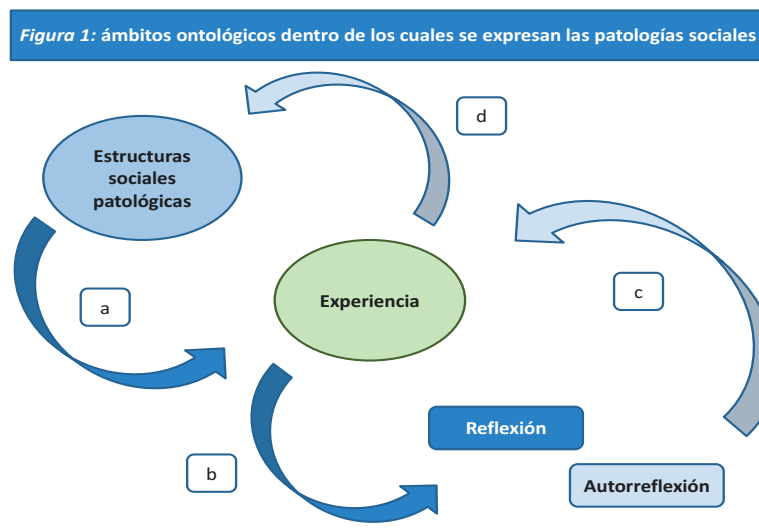 Figura 1: ámbitos ontológicos dentro de los cuales se expresan las patologías sociales
d
Estructuras
sociales
patológicas
a
Experiencia
c
Reflexión
b
Autorreflexión